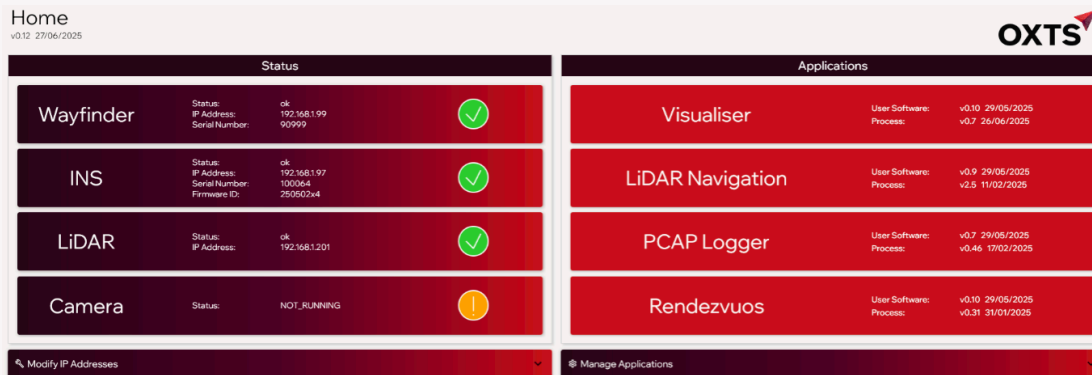 Home
v0.12 27/06/2025
OXTS
Status
Wayfinder
Status: ok
IP Address: 192.168.1.99
Serial Number: 90999
INS
Status: ok
IP Address: 192.168.1.97
Serial Number: 100064
Firmware ID: 250502x4
LiDAR
Status: ok
IP Address: 192.168.1.201
Camera
Status: NOT_RUNNING
Modify IP Addresses
Applications
Visualiser
User Software: v0.10 29/05/2025
Process: v0.7 26/06/2025
LiDAR Navigation
User Software: v0.9 29/05/2025
Process: v2.5 11/02/2025
PCAP Logger
User Software: v0.7 29/05/2025
Process: v0.46 17/02/2025
Rendezvuos
User Software: v0.10 29/05/2025
Process: v0.31 31/01/2025
Manage Applications